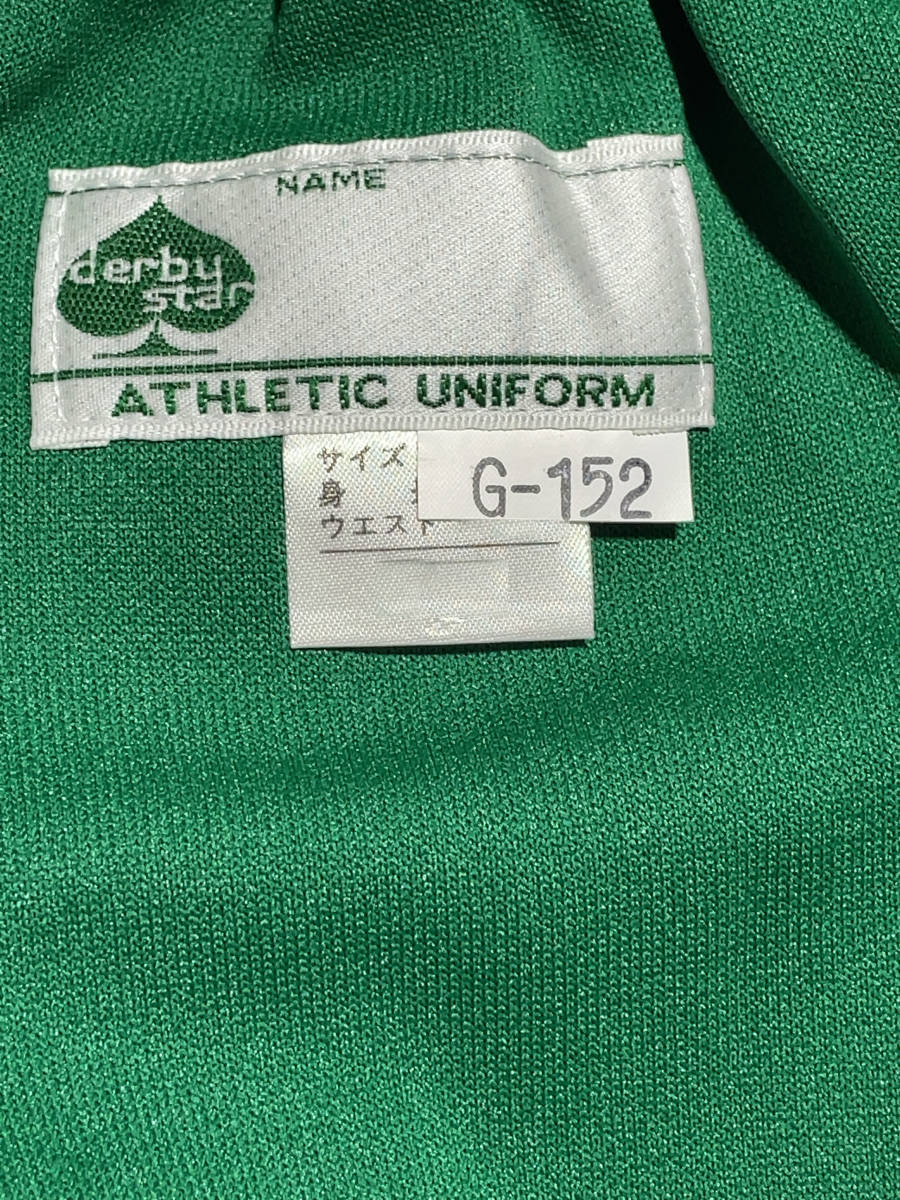 NAME
derby
star
ATHLETIC UNIFORM
サイズ
G-152
身
ウエスト